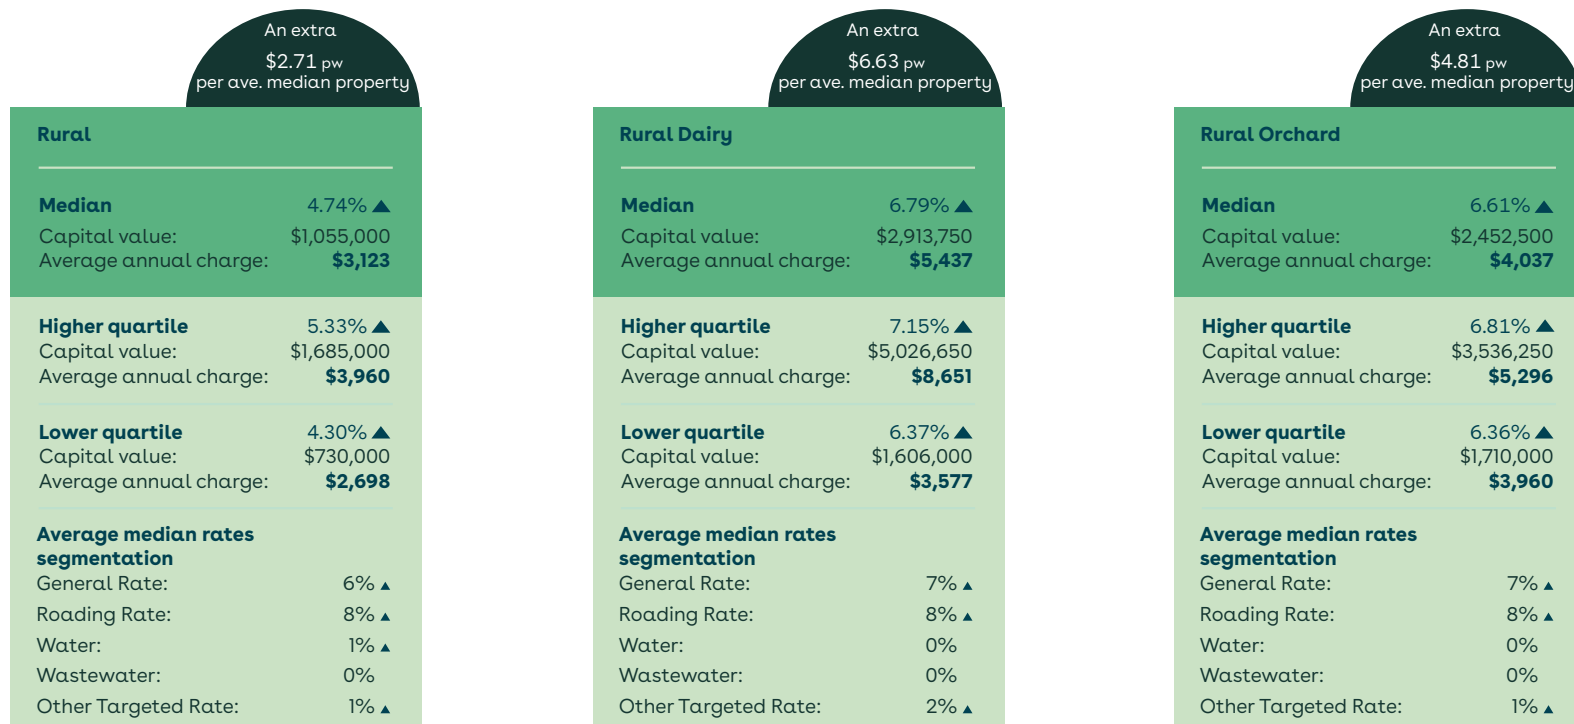 An extra
$2.71 pw
per ave. median property
Rural
Median 4.74% ▲
Capital value: $1,055,000
Average annual charge: $3,123
Higher quartile 5.33% ▲
Capital value: $1,685,000
Average annual charge: $3,960
Lower quartile 4.30% ▲
Capital value: $730,000
Average annual charge: $2,698
Average median rates
segmentation
General Rate: 6% ▲
Roading Rate: 8% ▲
Water: 1% ▲
Wastewater: 0%
Other Targeted Rate: 1% ▲
An extra
$6.63 pw
per ave. median property
Rural Dairy
Median 6.79% ▲
Capital value: $2,913,750
Average annual charge: $5,437
Higher quartile 7.15% ▲
Capital value: $5,026,650
Average annual charge: $8,651
Lower quartile 6.37% ▲
Capital value: $1,606,000
Average annual charge: $3,577
Average median rates
segmentation
General Rate: 7% ▲
Roading Rate: 8% ▲
Water: 0%
Wastewater: 0%
Other Targeted Rate: 2% ▲
An extra
$4.81 pw
per ave. median property
Rural Orchard
Median 6.61% ▲
Capital value: $2,452,500
Average annual charge: $4,037
Higher quartile 6.81% ▲
Capital value: $3,536,250
Average annual charge: $5,296
Lower quartile 6.36% ▲
Capital value: $1,710,000
Average annual charge: $3,960
Average median rates
segmentation
General Rate: 7% ▲
Roading Rate: 8% ▲
Water: 0%
Wastewater: 0%
Other Targeted Rate: 1% ▲